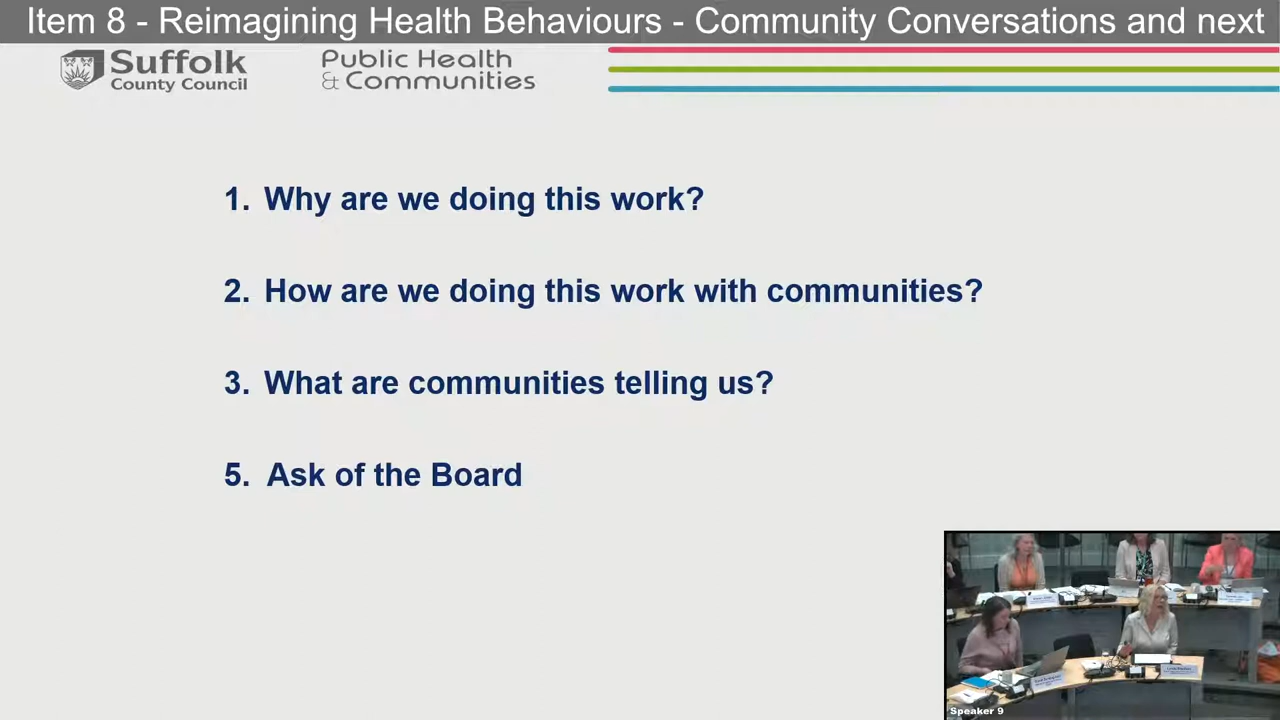 Item 8 - Reimagining Health Behaviours - Community Conversations and next
Suffolk
County Council
Public Health
& Communities
1. Why are we doing this work?
2. How are we doing this work with communities?
3. What are communities telling us?
5. Ask of the Board
Speaker 9